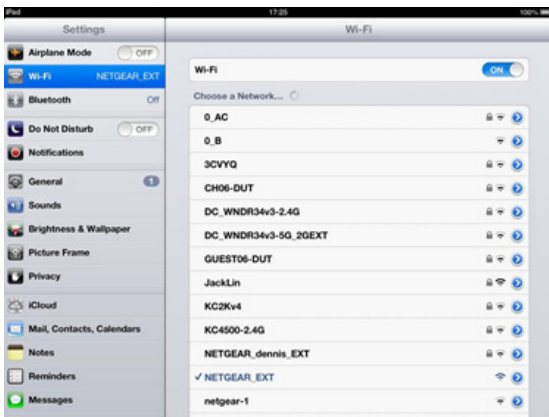 iPad 17:25 100%
Settings
Wi-Fi
Airplane Mode OFF
Wi-Fi NETGEAR_EXT
Bluetooth Off
Do Not Disturb OFF
Notifications
General 1
Sounds
Brightness & Wallpaper
Picture Frame
Privacy
iCloud
Mail, Contacts, Calendars
Notes
Reminders
Messages
Wi-Fi ON
Choose a Network...
0_AC
0_B
3CVYQ
CH06-DUT
DC_WNDR34v3-2.4G
DC_WNDR34v3-5G_2GEXT
GUEST06-DUT
JackLin
KC2Kv4
KC4500-2.4G
NETGEAR_dennis_EXT
✓ NETGEAR_EXT
netgear-1